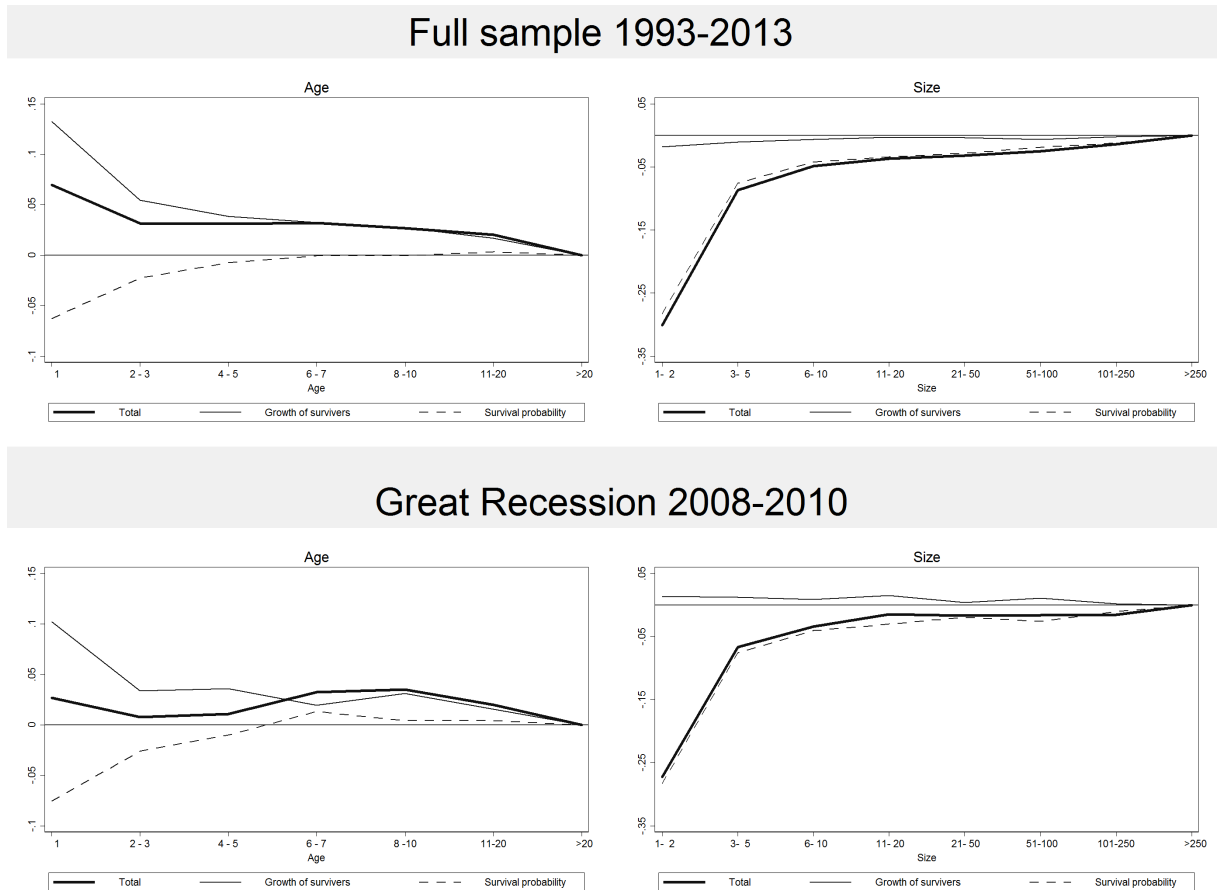 Full sample 1993-2013
Age
.15
.1
.05
0
-.05
-.1
1
2 - 3
4 - 5
6 - 7
8-10
11-20
>20
Age
Total
Growth of survivers
Survival probability
Size
.05
-.05
-.15
-.25
-.35
1- 2
3- 5
6- 10
11- 20
21- 50
51-100
101-250
>250
Size
Total
Growth of survivers
Survival probability
Great Recession 2008-2010
Age
.15
.1
.05
0
-.05
-.1
1
2 - 3
4 - 5
6 - 7
8-10
11-20
>20
Age
Total
Growth of survivers
Survival probability
Size
.05
-.05
-.15
-.25
-.35
1- 2
3- 5
6- 10
11- 20
21- 50
51-100
101-250
>250
Size
Total
Growth of survivers
Survival probability